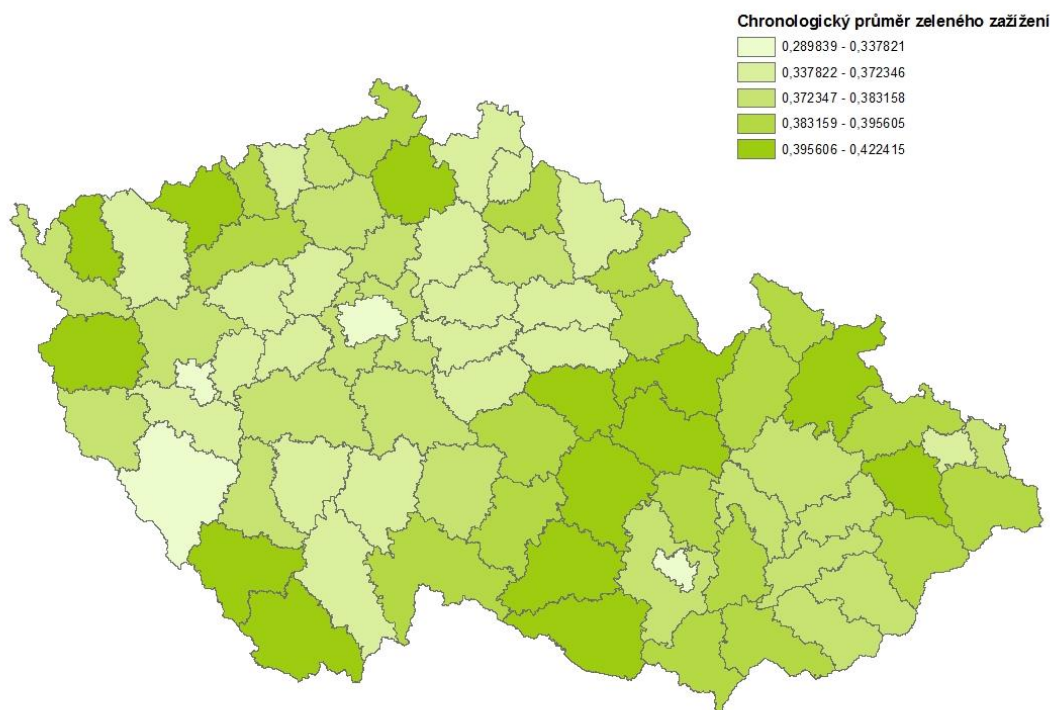 Chronologický průměr zeleného zažížení
0,289839 - 0,337821
0,337822 - 0,372346
0,372347 - 0,383158
0,383159 - 0,395605
0,395606 - 0,422415